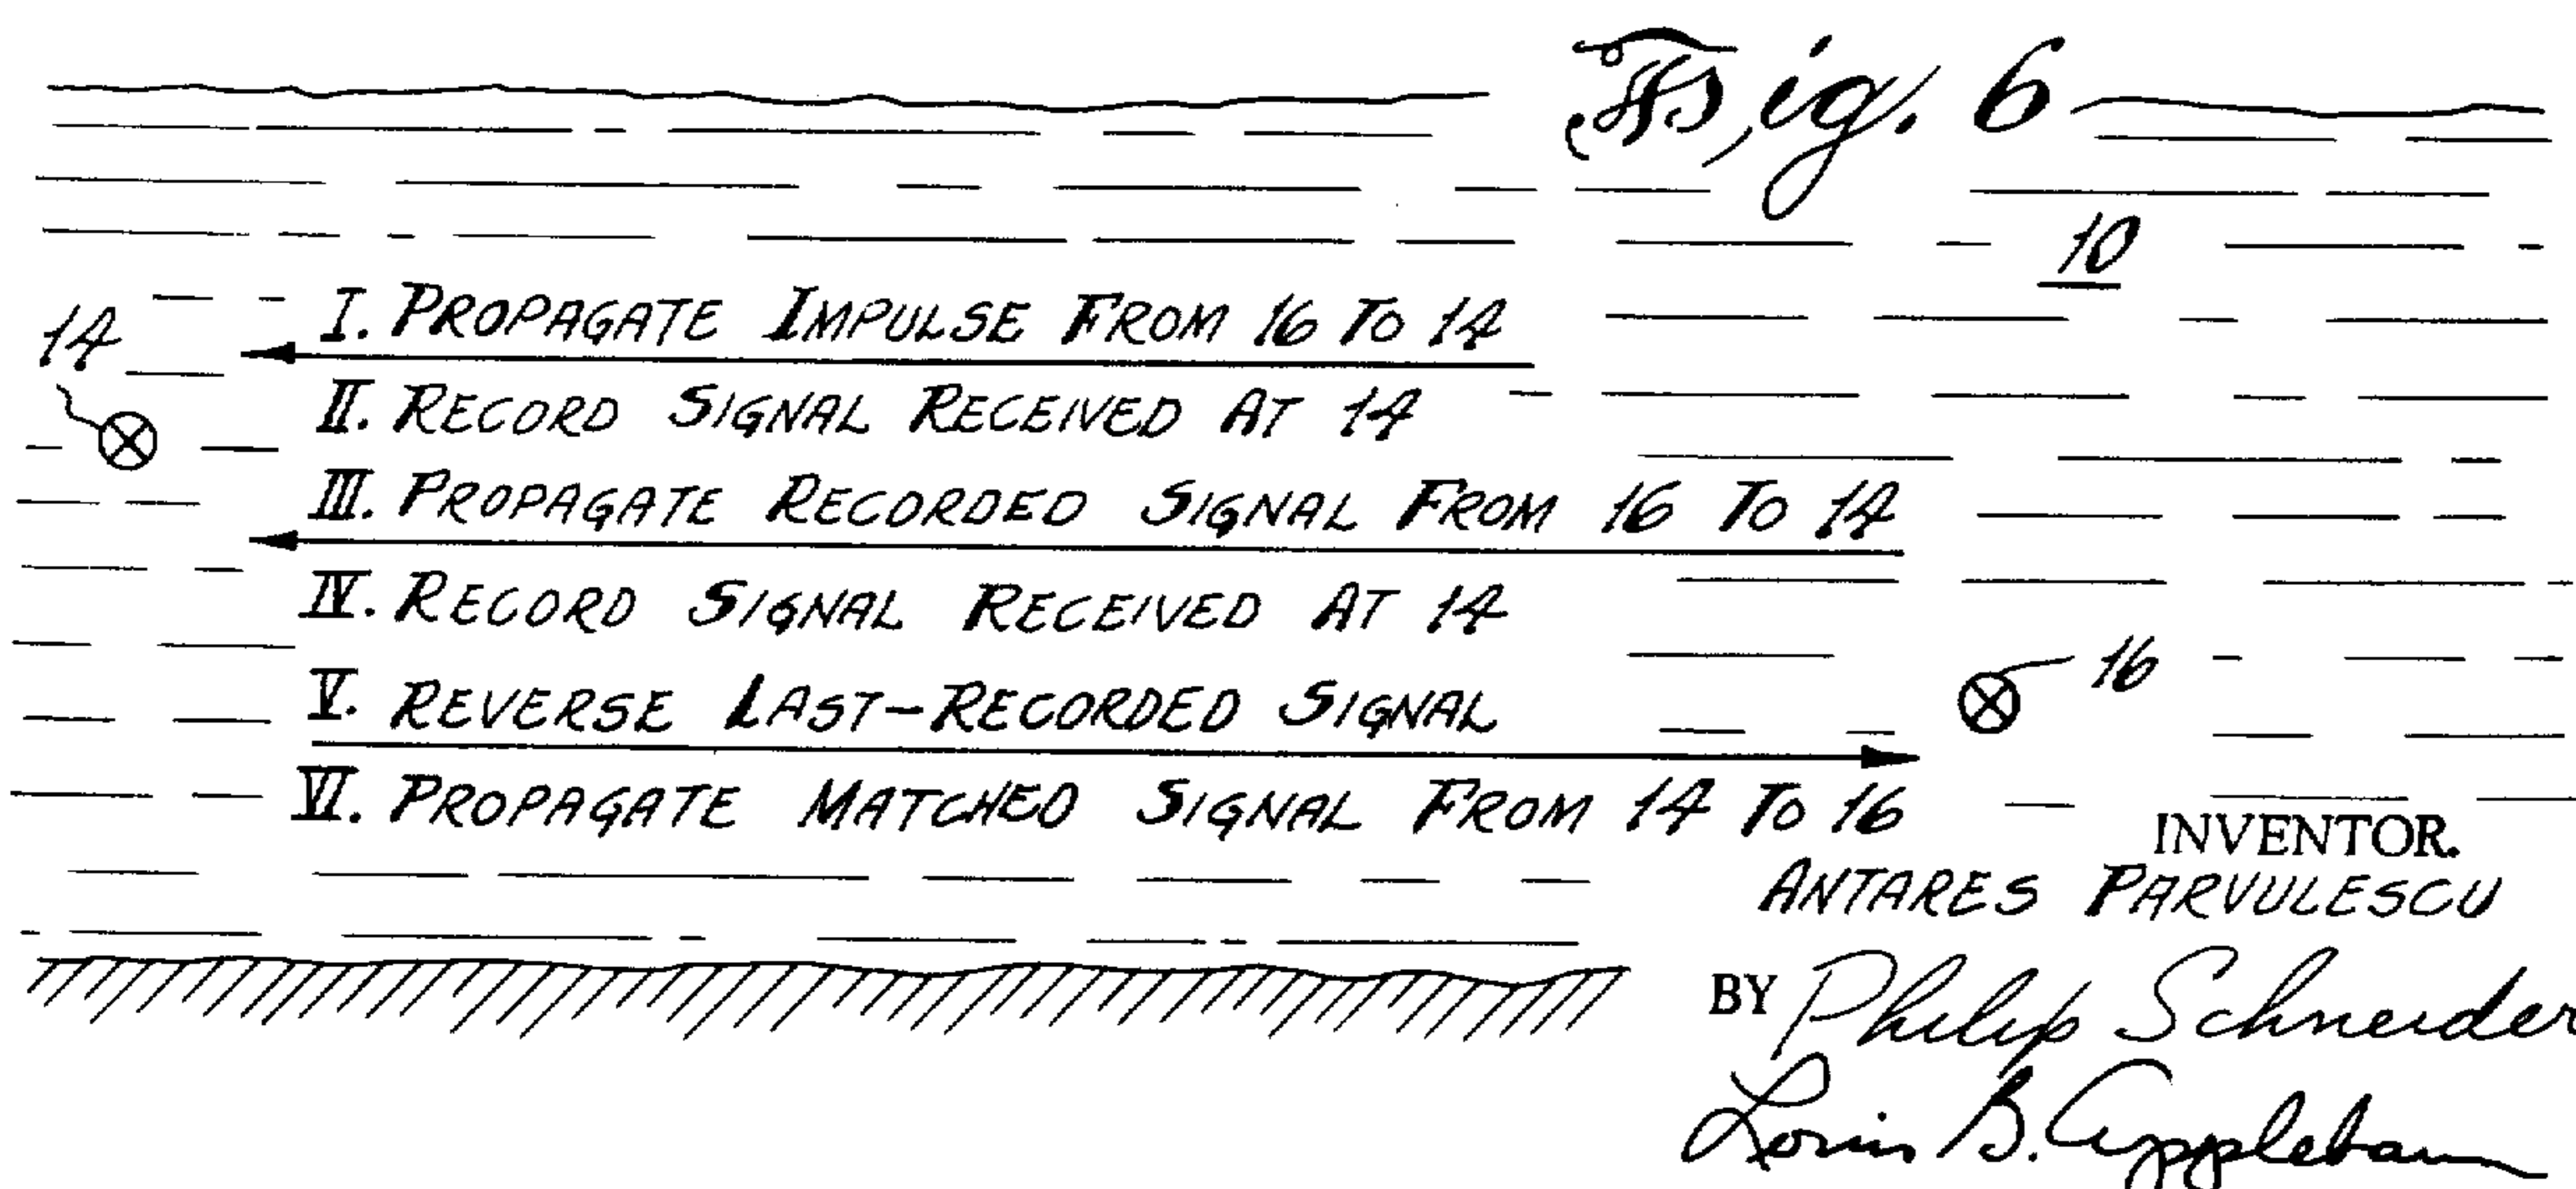 Fig. 6
10
14
I. PROPAGATE IMPULSE FROM 16 TO 14
II. RECORD SIGNAL RECEIVED AT 14
III. PROPAGATE RECORDED SIGNAL FROM 16 TO 14
IV. RECORD SIGNAL RECEIVED AT 14
16
V. REVERSE LAST-RECORDED SIGNAL
VI. PROPAGATE MATCHED SIGNAL FROM 14 TO 16
INVENTOR.
ANTARES PARVULESCU
BY Philip Schneider
Louis B. Applebaum